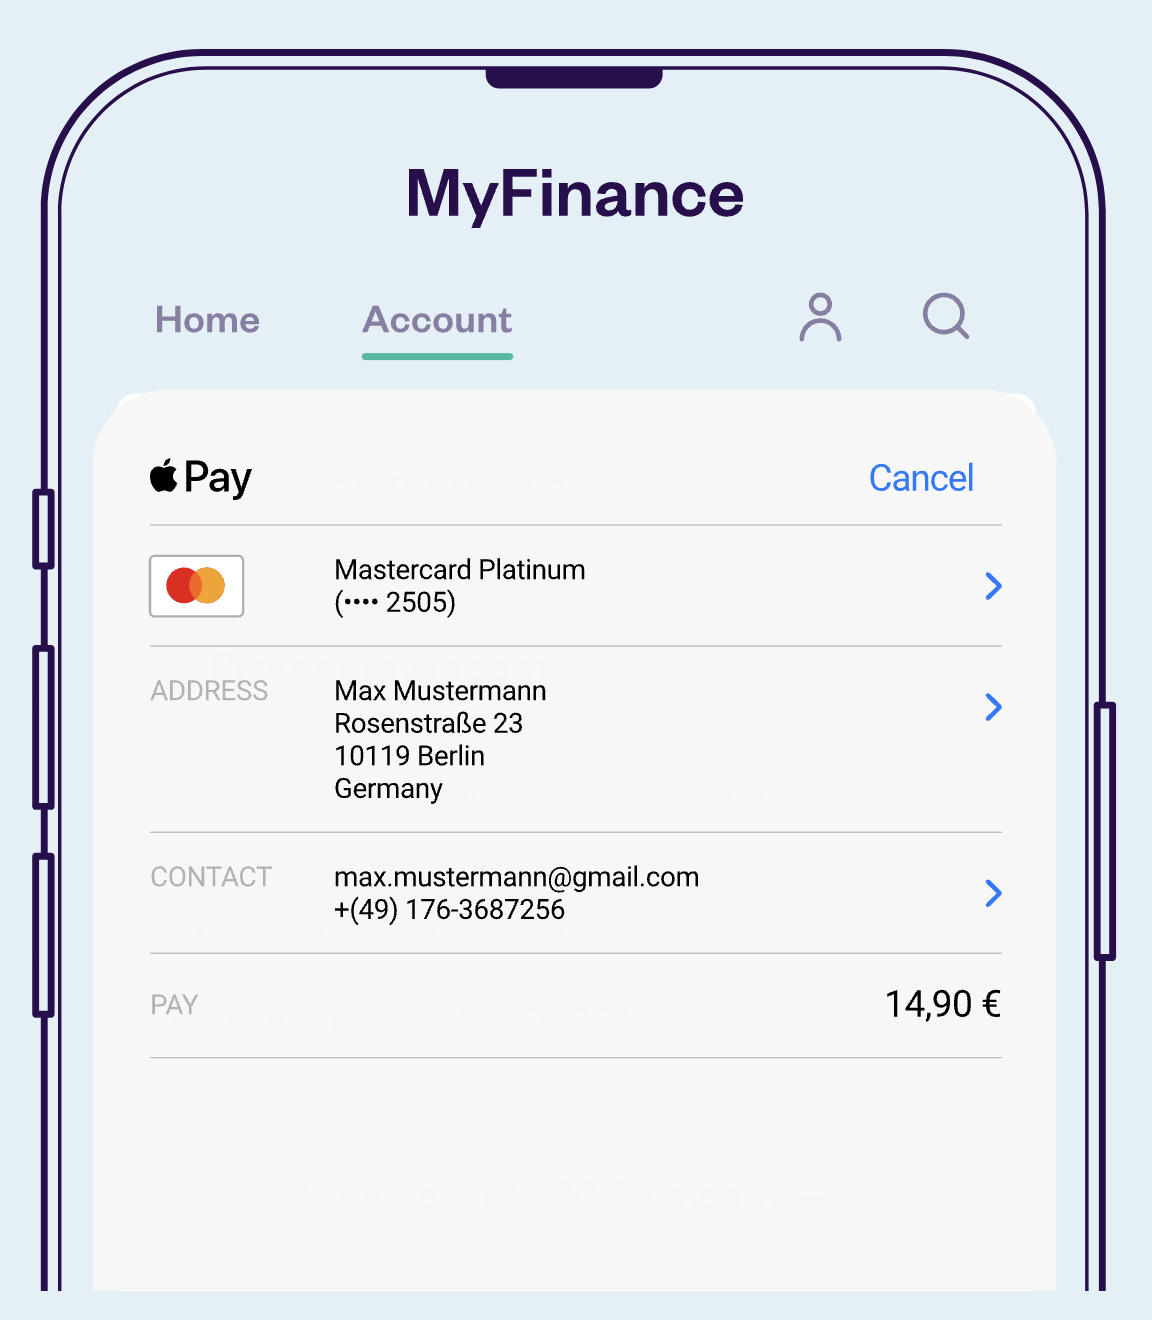 MyFinance
Home Account
Pay Cancel
Mastercard Platinum
(•••• 2505)
ADDRESS Max Mustermann
Rosenstraße 23
10119 Berlin
Germany
CONTACT max.mustermann@gmail.com
+(49) 176-3687256
PAY 14,90 €